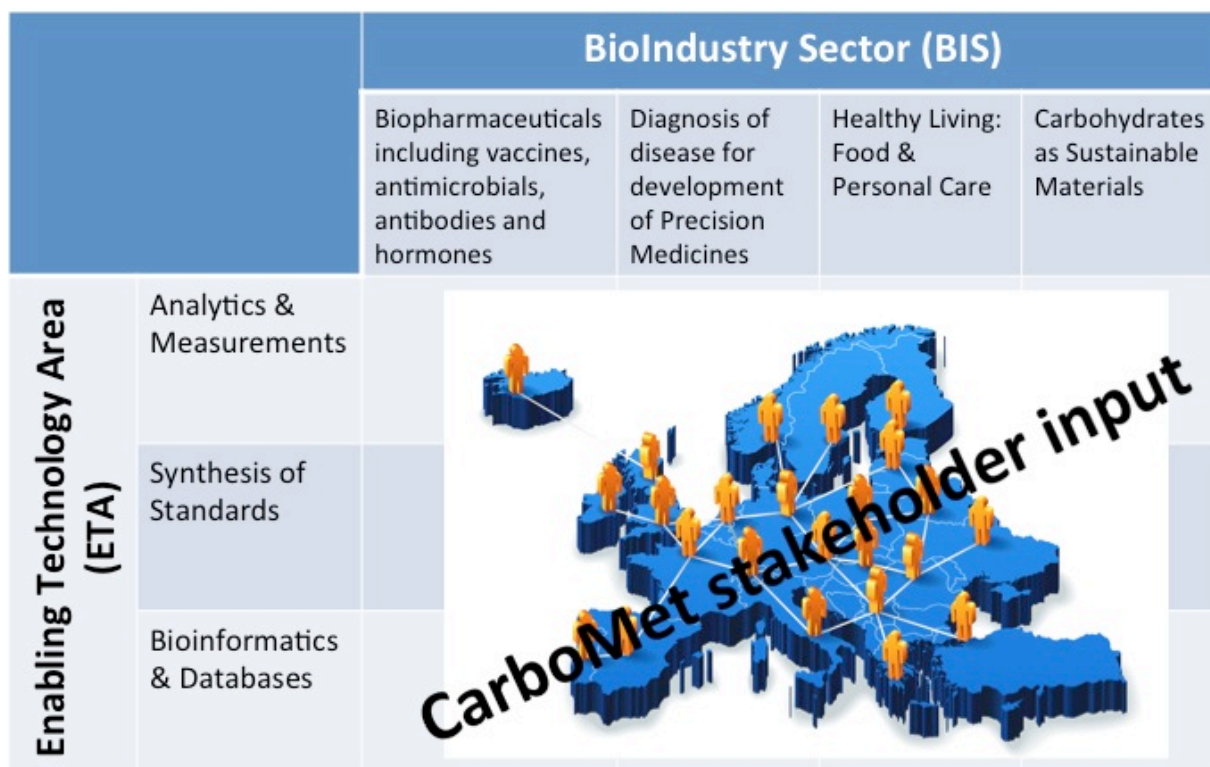 BioIndustry Sector (BIS)
Biopharmaceuticals
including vaccines,
antimicrobials,
antibodies and
hormones
Diagnosis of
disease for
development
of Precision
Medicines
Healthy Living:
Food &
Personal Care
Carbohydrates
as Sustainable
Materials
Enabling Technology Area
(ETA)
Analytics &
Measurements
Synthesis of
Standards
Bioinformatics
& Databases
CarboMet stakeholder input